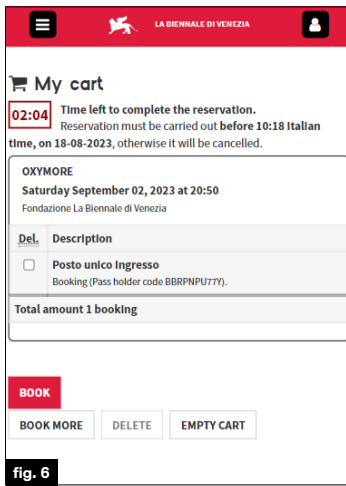 LA BIENNALE DI VENEZIA
My cart
02:04 Time left to complete the reservation.
Reservation must be carried out before 10:18 Italian
time, on 18-08-2023, otherwise it will be cancelled.
OXYMORE
Saturday September 02, 2023 at 20:50
Fondazione La Biennale di Venezia
Del. Description
Posto unico Ingresso
Booking (Pass holder code BBRPNPU77Y).
Total amount 1 booking
BOOK
BOOK MORE DELETE EMPTY CART
fig. 6